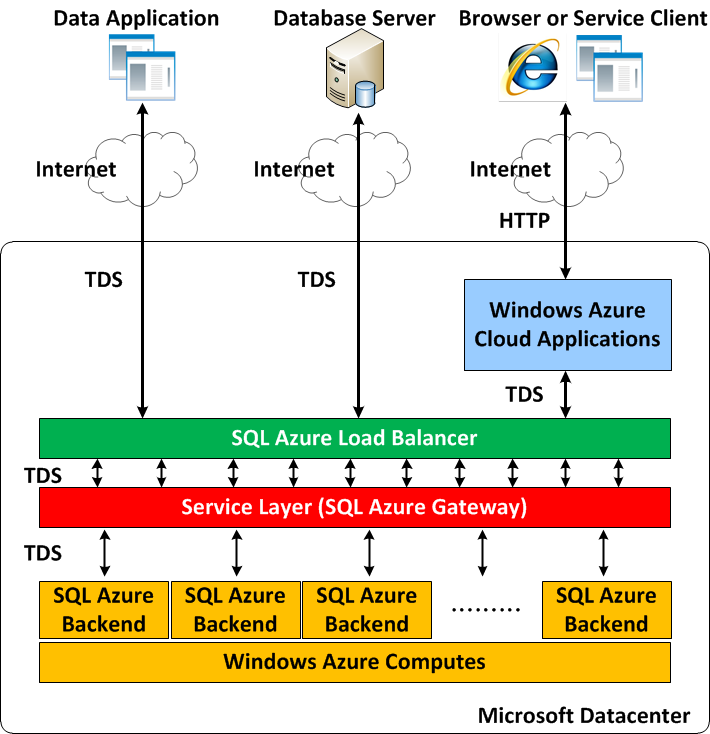 Data Application
Database Server
Browser or Service Client
Internet
Internet
Internet
HTTP
TDS
TDS
Windows Azure
Cloud Applications
TDS
SQL Azure Load Balancer
TDS
Service Layer (SQL Azure Gateway)
TDS
SQL Azure
Backend
SQL Azure
Backend
SQL Azure
Backend
.........
SQL Azure
Backend
Windows Azure Computes
Microsoft Datacenter